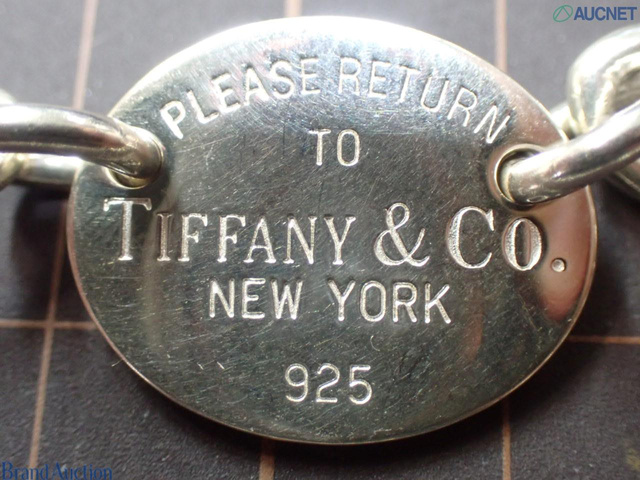 AUCNET
PLEASE RETURN
TO
TIFFANY & CO.
NEW YORK
925
Brand Auction